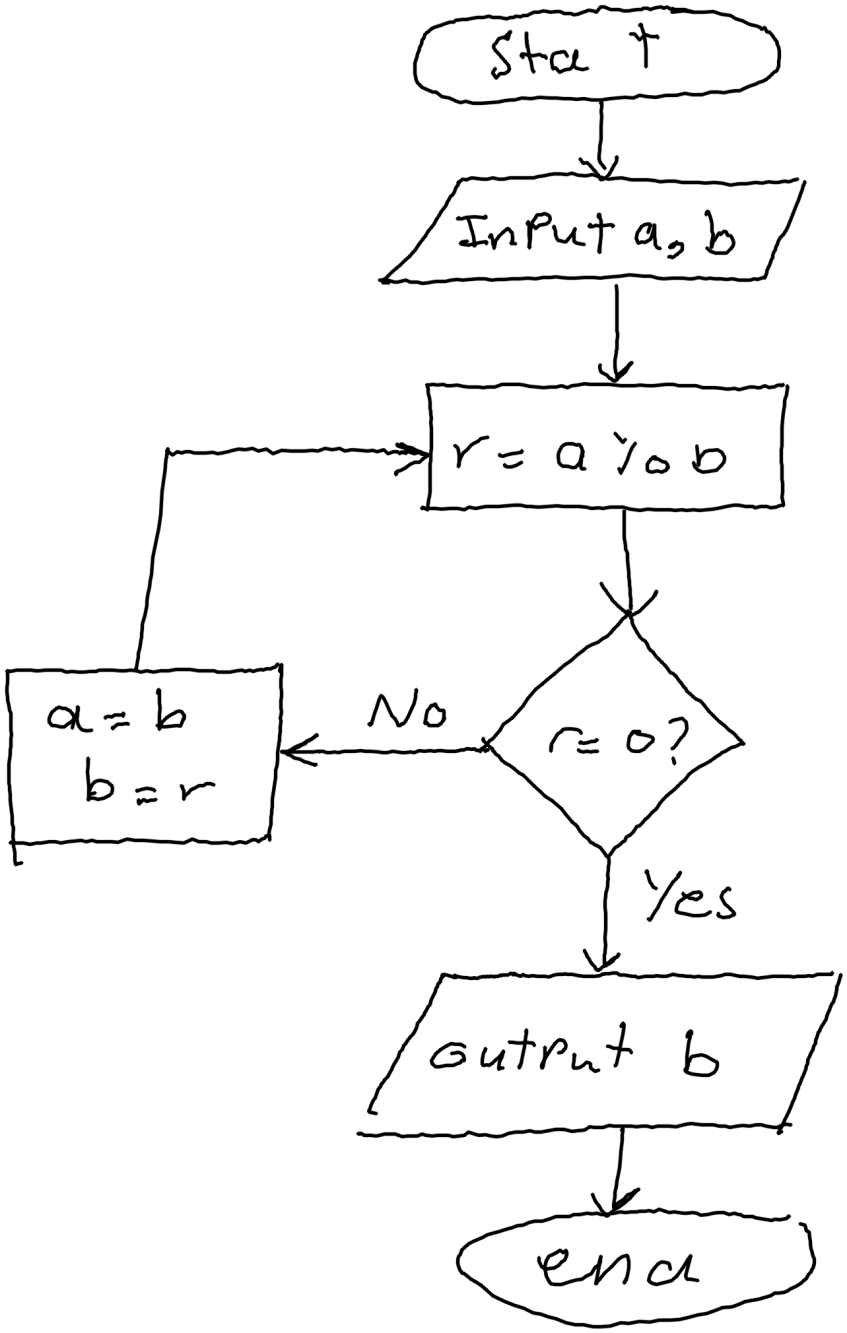 Sta t
Input a, b
r = a % b
r = 0?
No
a = b
b = r
Yes
output b
end